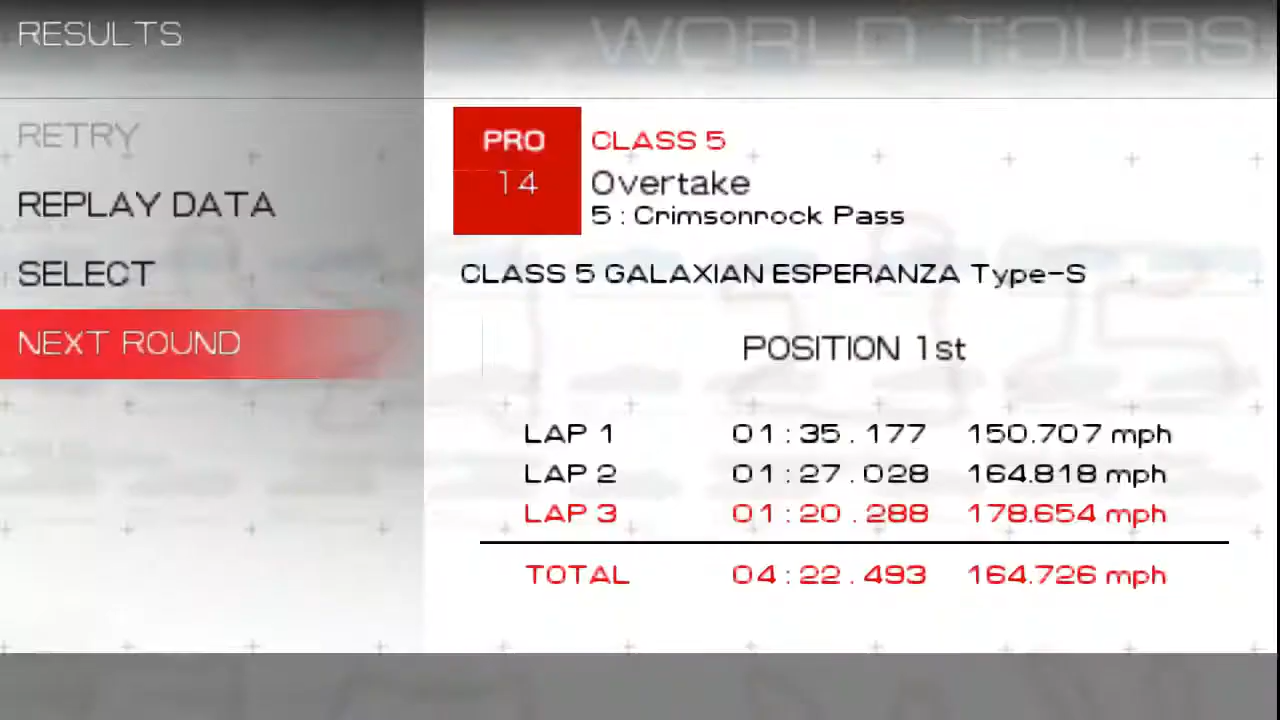 RESULTS
WORLD TOURS
RETRY
REPLAY DATA
SELECT
NEXT ROUND
PRO
14
CLASS 5
Overtake
5 : Crimsonrock Pass
CLASS 5 GALAXIAN ESPERANZA Type-S
POSITION 1st
LAP 1 01 : 35 . 177 150.707 mph
LAP 2 01 : 27 . 028 164.818 mph
LAP 3 01 : 20 . 288 178.654 mph
TOTAL 04 : 22 . 493 164.726 mph